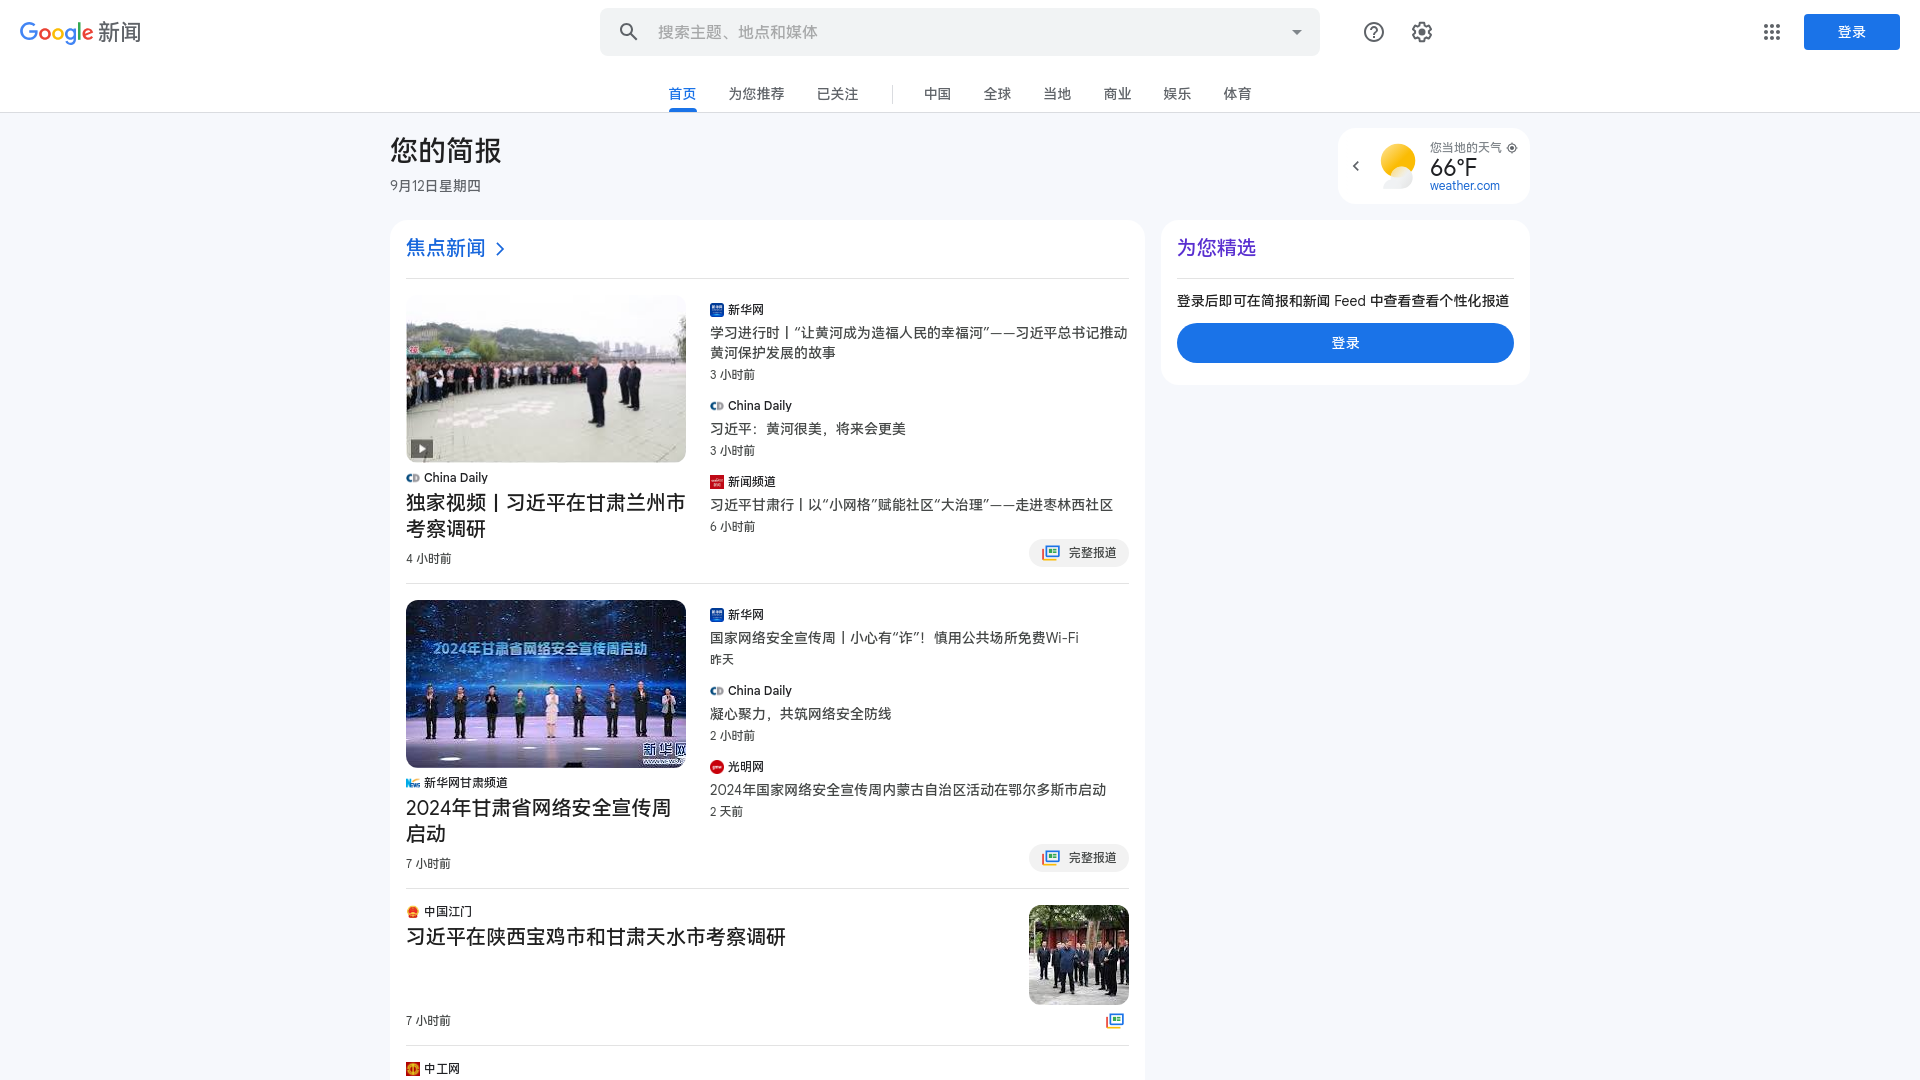 Google 新闻
搜索主题、地点和媒体
登录
首页
为您推荐
已关注
中国
全球
当地
商业
娱乐
体育
您的简报
9月12日星期四
您当地的天气
66°F
weather.com
焦点新闻
China Daily
独家视频丨习近平在甘肃兰州市
考察调研
4 小时前
新华网
学习进行时丨“让黄河成为造福人民的幸福河”——习近平总书记推动
黄河保护发展的故事
3 小时前
China Daily
习近平：黄河很美，将来会更美
3 小时前
新闻频道
习近平甘肃行丨以“小网格”赋能社区“大治理”——走进枣林西社区
6 小时前
完整报道
2024年甘肃省网络安全宣传周启动
新华网
新华网甘肃频道
2024年甘肃省网络安全宣传周
启动
7 小时前
新华网
国家网络安全宣传周丨小心有“诈”！慎用公共场所免费Wi-Fi
昨天
China Daily
凝心聚力，共筑网络安全防线
2 小时前
光明网
2024年国家网络安全宣传周内蒙古自治区活动在鄂尔多斯市启动
2 天前
完整报道
中国江门
习近平在陕西宝鸡市和甘肃天水市考察调研
7 小时前
中工网
为您精选
登录后即可在简报和新闻 Feed 中查看查看个性化报道
登录